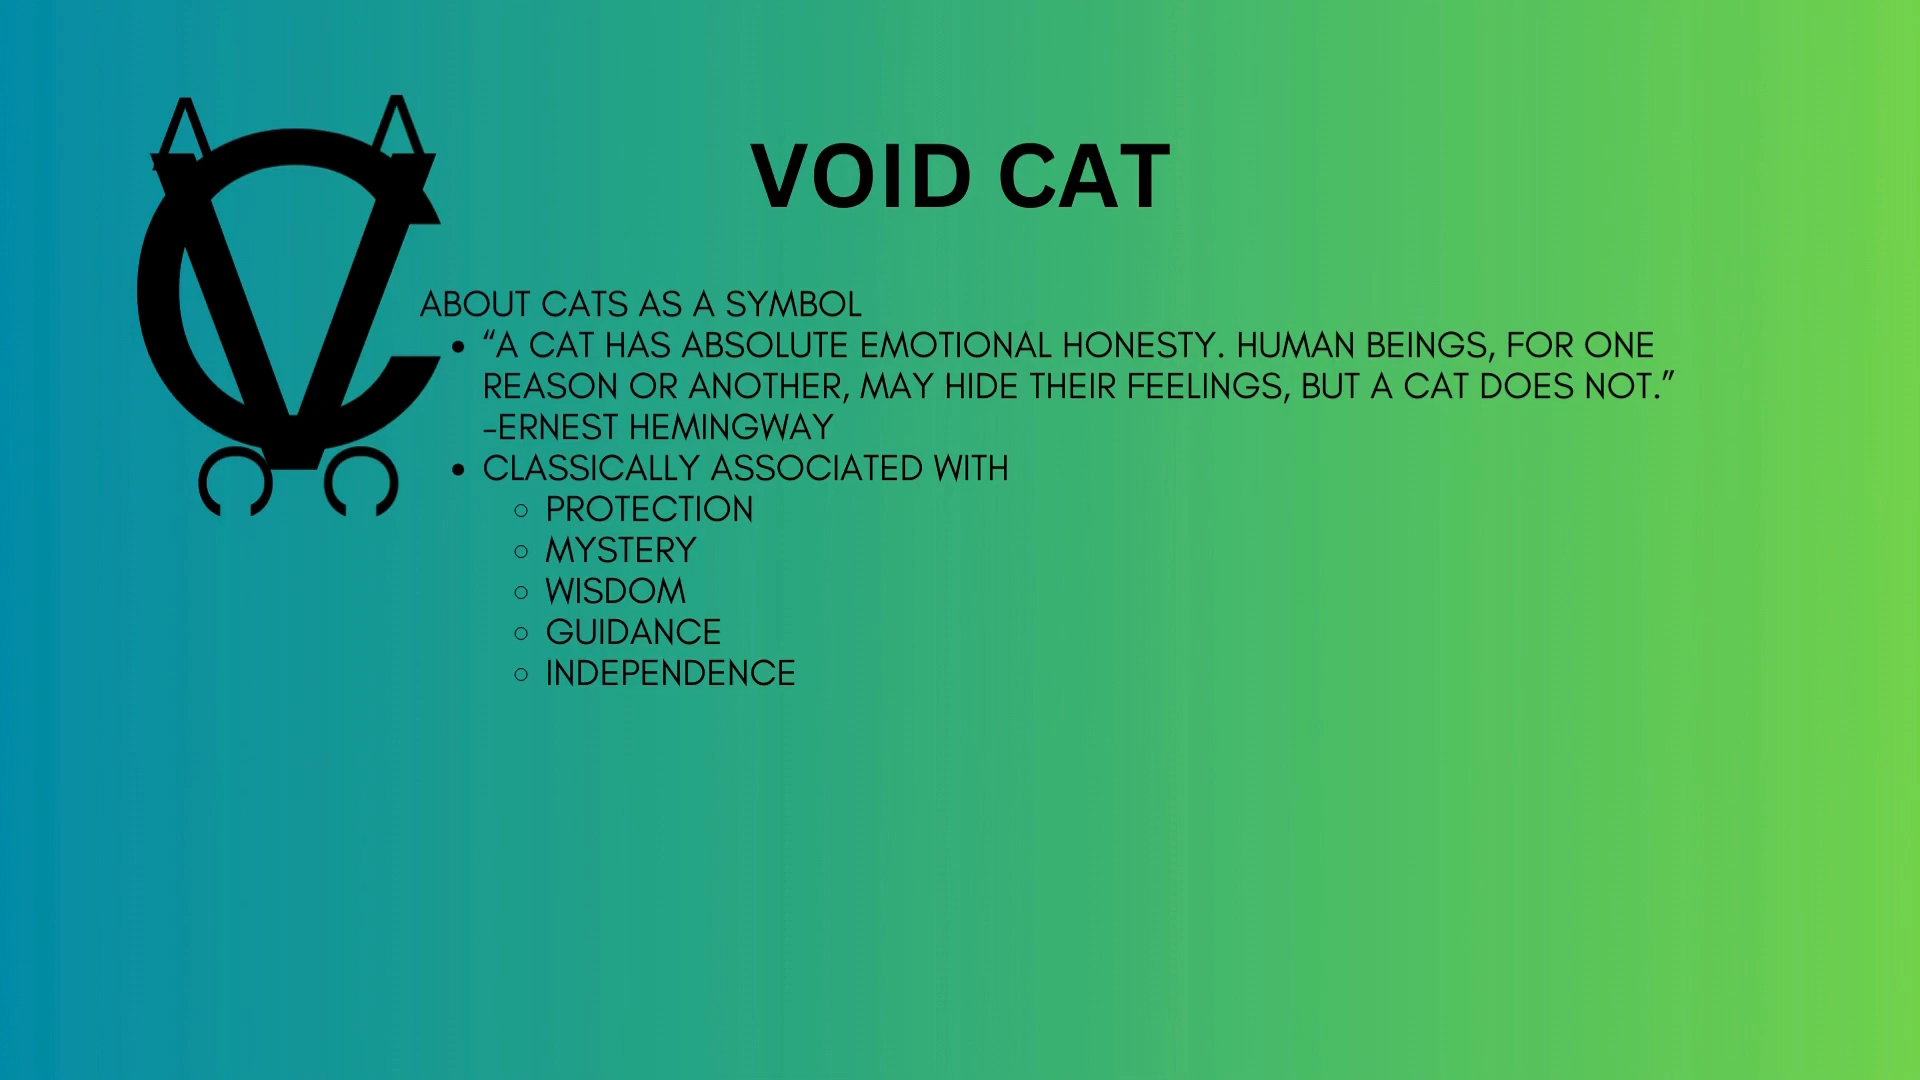 VOID CAT
ABOUT CATS AS A SYMBOL
• “A CAT HAS ABSOLUTE EMOTIONAL HONESTY. HUMAN BEINGS, FOR ONE
REASON OR ANOTHER, MAY HIDE THEIR FEELINGS, BUT A CAT DOES NOT.”
-ERNEST HEMINGWAY
• CLASSICALLY ASSOCIATED WITH
◦ PROTECTION
◦ MYSTERY
◦ WISDOM
◦ GUIDANCE
◦ INDEPENDENCE